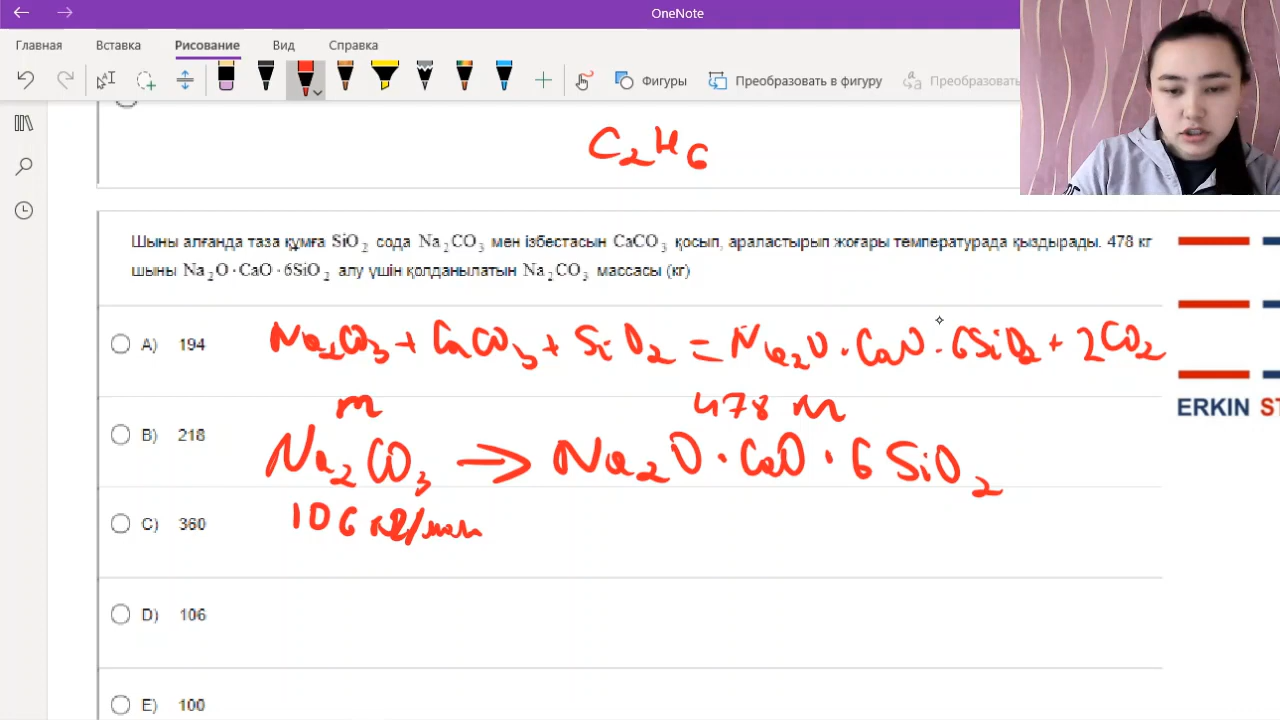 OneNote
Главная Вставка Рисование Вид Справка
Фигуры Преобразовать в фигуру Преобразовать
C₂H₆
Шыны алғанда таза құмға SiO₂ сода Na₂CO₃ мен ізбестасын CaCO₃ қосып, араластырып жоғары температурада қыздырады. 478 кг
шыны Na₂O·CaO·6SiO₂ алу үшін қолданылатын Na₂CO₃ массасы (кг)
A) 194
Na₂CO₃ + CaCO₃ + SiO₂ = Na₂O·CaO·6SiO₂ + 2CO₂
m 478 m
B) 218
Na₂CO₃ → Na₂O·CaO·6SiO₂
C) 360
106 кг/мол
D) 106
E) 100
ERKIN ST